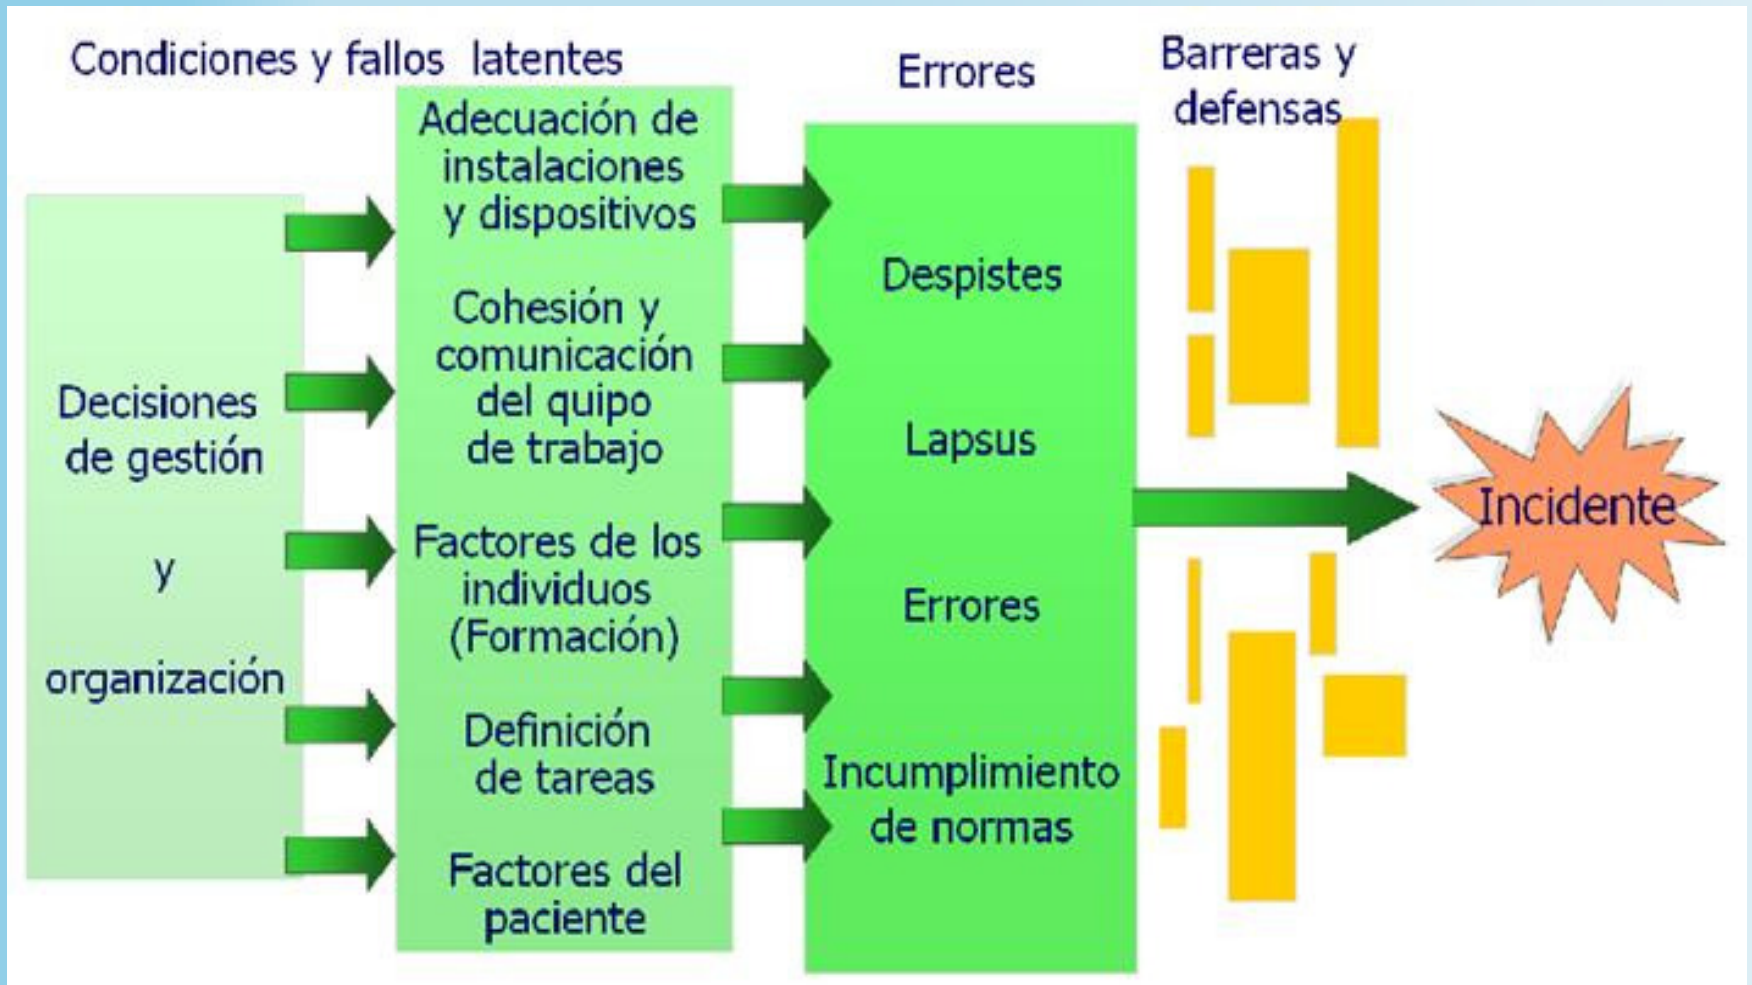 Condiciones y fallos latentes
Decisiones
de gestión
y
organización
Adecuación de
instalaciones
y dispositivos
Cohesión y
comunicación
del quipo
de trabajo
Factores de los
individuos
(Formación)
Definición
de tareas
Factores del
paciente
Errores
Despistes
Lapsus
Errores
Incumplimiento
de normas
Barreras y
defensas
Incidente